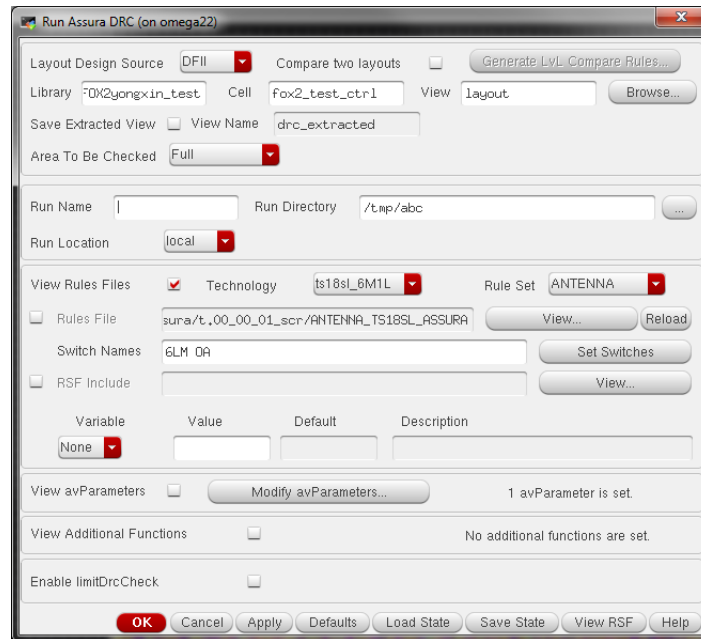 Run Assura DRC (on omega22)
Layout Design Source DFII Compare two layouts Generate LvL Compare Rules...
Library FOX2yongxin_test Cell fox2_test_ctrl View layout Browse...
Save Extracted View View Name drc_extracted
Area To Be Checked Full
Run Name Run Directory /tmp/abc ...
Run Location local
View Rules Files Technology ts18sl_6M1L Rule Set ANTENNA
Rules File sura/t.00_00_01_scr/ANTENNA_TS18SL_ASSURA View... Reload
Switch Names 6LM OA Set Switches
RSF Include View...
Variable Value Default Description
None
View avParameters Modify avParameters... 1 avParameter is set.
View Additional Functions No additional functions are set.
Enable limitDrcCheck
OK Cancel Apply Defaults Load State Save State View RSF Help